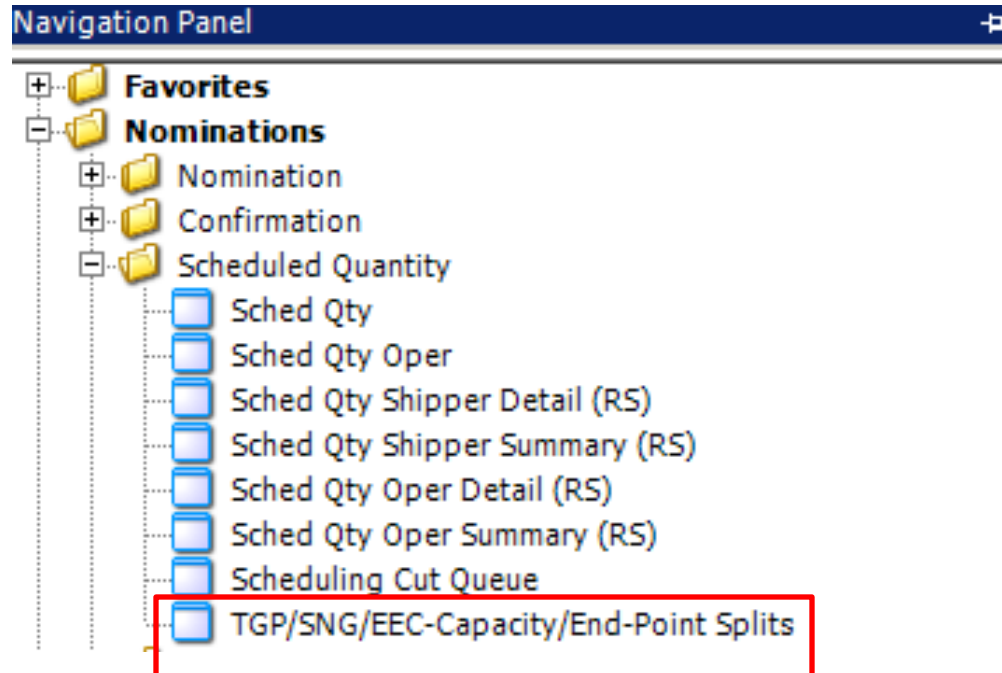 Navigation Panel
Favorites
Nominations
Nomination
Confirmation
Scheduled Quantity
Sched Qty
Sched Qty Oper
Sched Qty Shipper Detail (RS)
Sched Qty Shipper Summary (RS)
Sched Qty Oper Detail (RS)
Sched Qty Oper Summary (RS)
Scheduling Cut Queue
TGP/SNG/EEC-Capacity/End-Point Splits